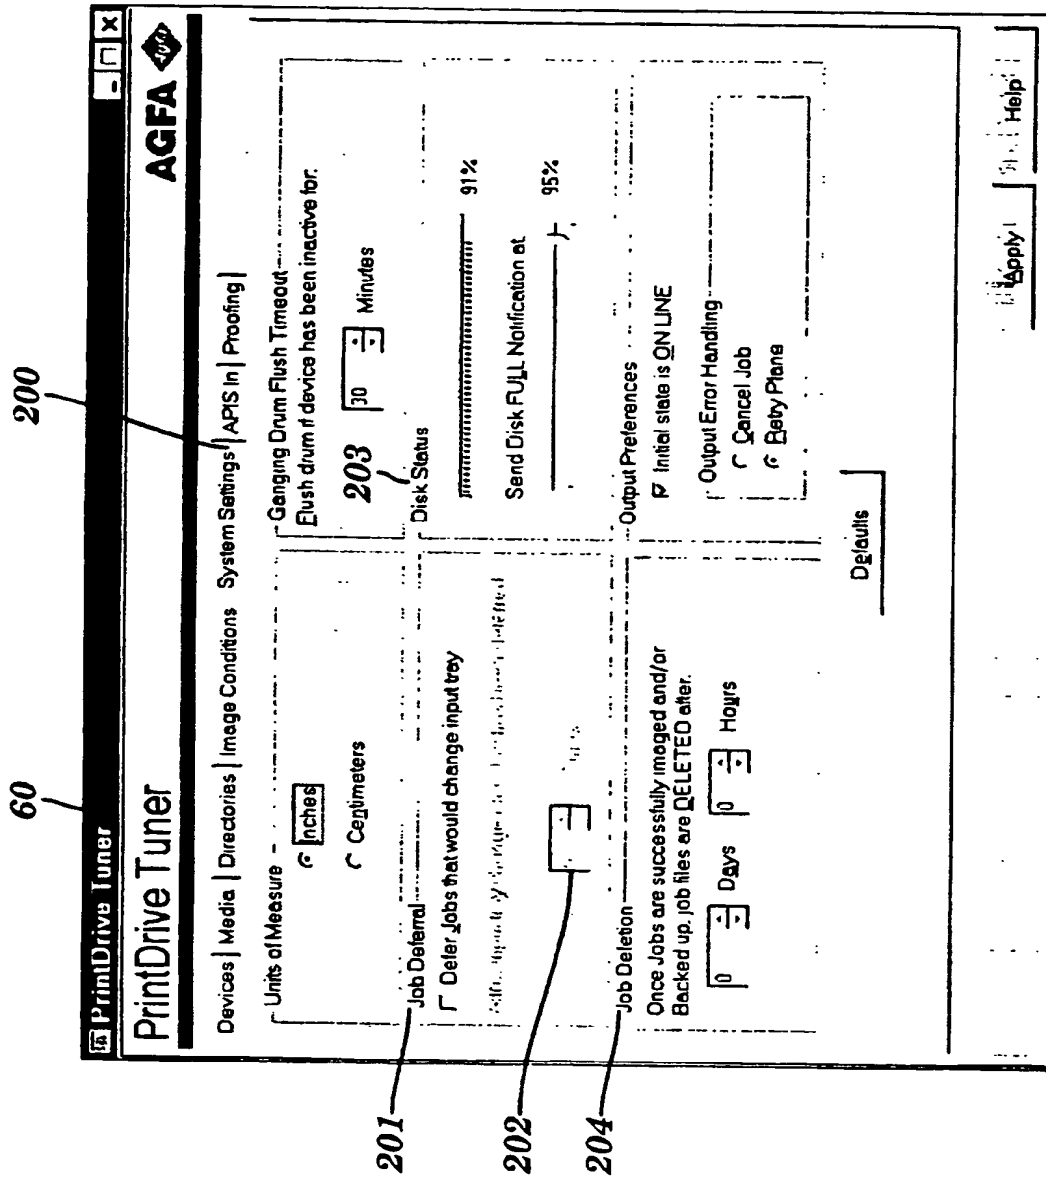 60
200
PrintDrive Tuner
PrintDrive Tuner
AGFA
Devices | Media | Directories | Image Conditions System Settings | APIS In | Proofing |
Units of Measure
Inches
Centimeters
Ganging Drum Flush Timeout
Flush drum if device has been inactive for:
30 Minutes
203
201
Job Deferral
Defer Jobs that would change input tray
202
Disk Status
91%
Send Disk FULL Notification at
95%
204
Job Deletion
Once Jobs are successfully imaged and/or
Backed up, job files are DELETED after:
0 Days 0 Hours
Output Preferences
Initial state is ONLINE
Output Error Handling
Cancel Job
Retry Plane
Defaults
Apply
Help